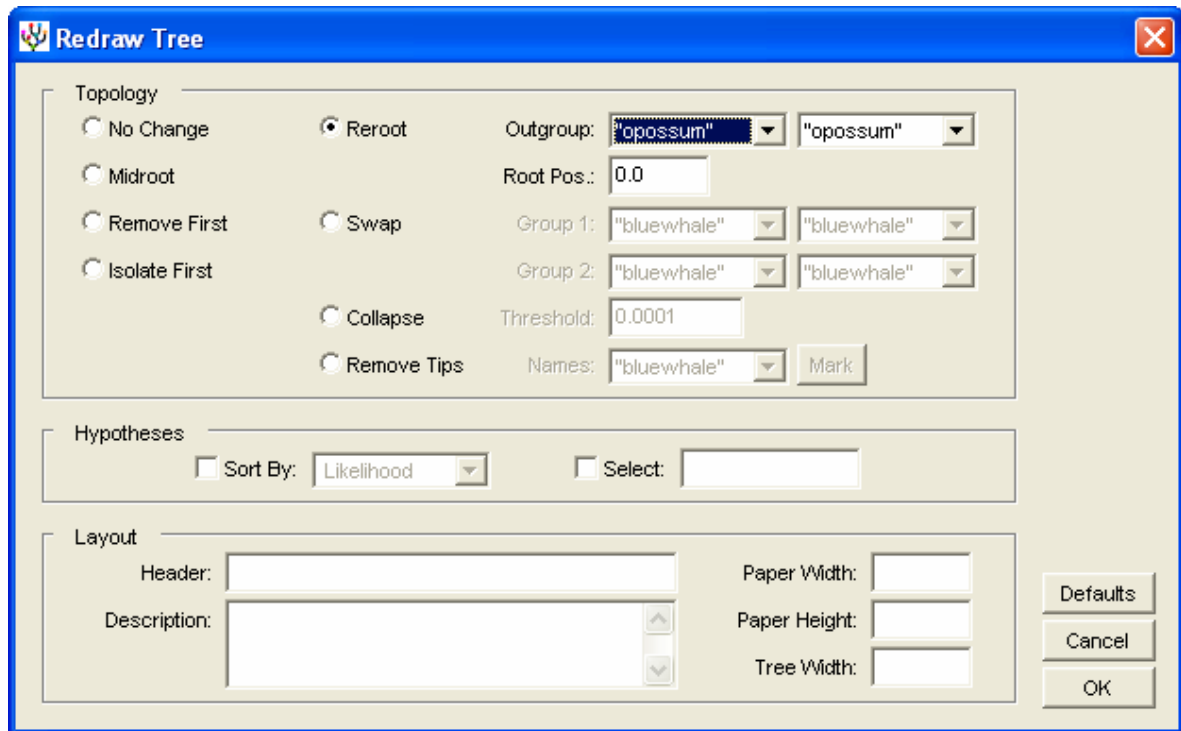 Redraw Tree
Topology
No Change Reroot Outgroup: "opossum" "opossum"
Midroot Root Pos.: 0.0
Remove First Swap Group 1: "bluewhale" "bluewhale"
Isolate First Group 2: "bluewhale" "bluewhale"
Collapse Threshold: 0.0001
Remove Tips Names: "bluewhale" Mark
Hypotheses
Sort By: Likelihood Select:
Layout
Header: Paper Width:
Description: Paper Height:
Tree Width:
Defaults
Cancel
OK